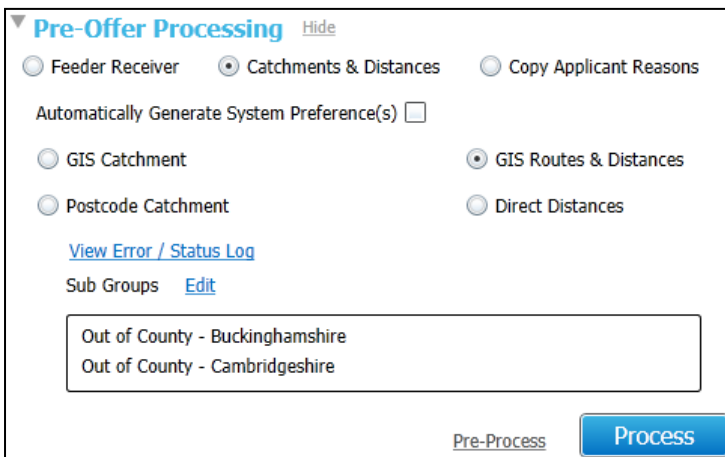 Pre-Offer Processing Hide
Feeder Receiver Catchments & Distances Copy Applicant Reasons
Automatically Generate System Preference(s)
GIS Catchment GIS Routes & Distances
Postcode Catchment Direct Distances
View Error / Status Log
Sub Groups Edit
Out of County - Buckinghamshire
Out of County - Cambridgeshire
Pre-Process Process